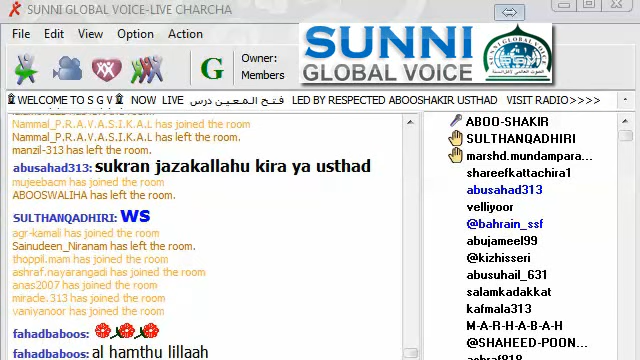 SUNNI GLOBAL VOICE-LIVE CHARCHA
File Edit View Option Action
G
Owner:
Members
SUNNI
GLOBAL VOICE
WELCOME TO S G V NOW LIVE فتح المعين درس LED BY RESPECTED ABOOSHAKIR USTHAD VISIT RADIO>>>>
Nammal_P.R.A.V.A.S.I.K.A.L has joined the room
Nammal_P.R.A.V.A.S.I.K.A.L has left the room.
manzil-313 has left the room.
abusahad313: sukran jazakallahu kira ya usthad
mujeebacm has joined the room
ABOOSWALIHA has left the room.
SULTHANQADHIRI: WS
agr-kamali has joined the room
Sainudeen_Niranam has left the room.
thoppil.mam has joined the room
ashraf.nayarangadi has joined the room
anas2007 has joined the room
miracle.313 has joined the room
vaniyanoor has joined the room
fahadbaboos:
fahadbaboos: al hamthu lillaah
ABOO-SHAKIR
SULTHANQADHIRI
marshd.mundampara...
shareefkattachira1
abusahad313
velliyoor
@bahrain_ssf
abujameel99
@kizhisseri
abusuhail_631
salamkadakkat
kafmala313
M-A-R-H-A-B-A-H
@SHAHEED-POON...